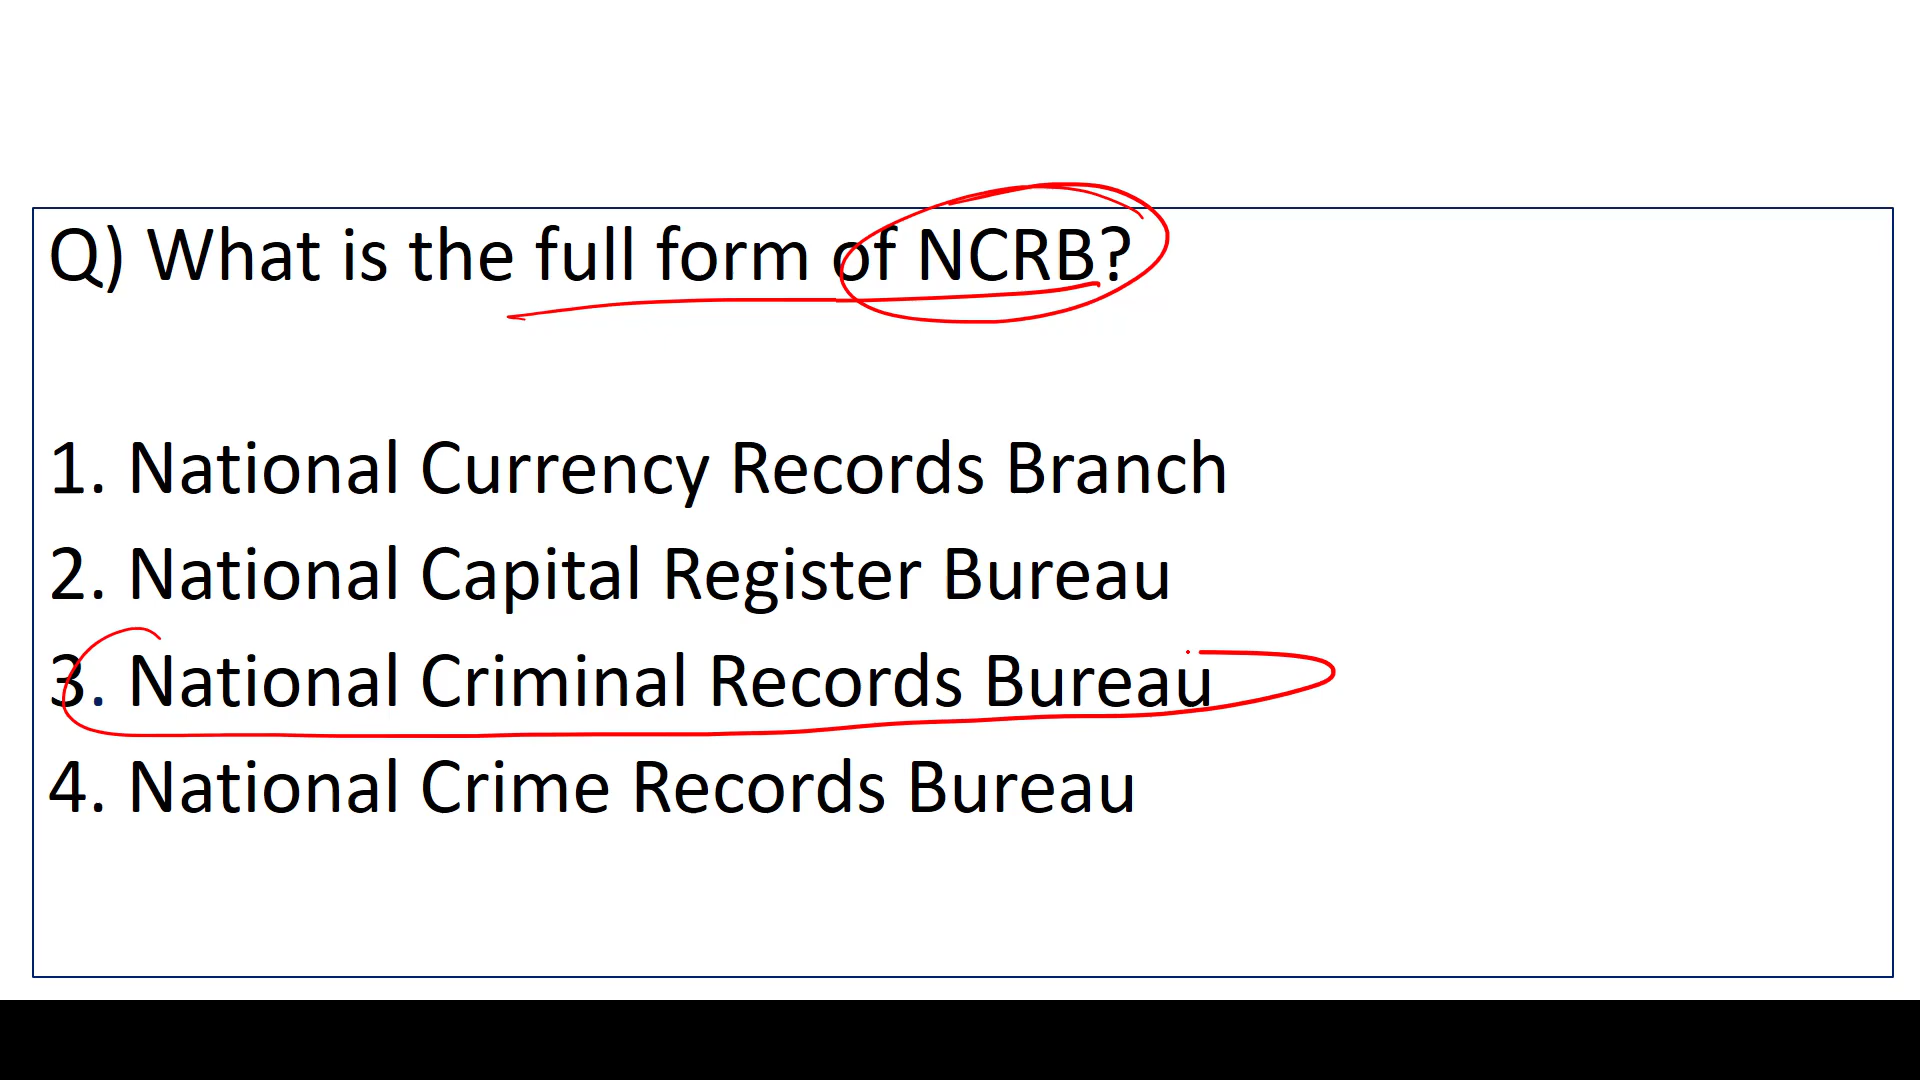 Q) What is the full form of NCRB?
1. National Currency Records Branch
2. National Capital Register Bureau
3. National Criminal Records Bureau
4. National Crime Records Bureau